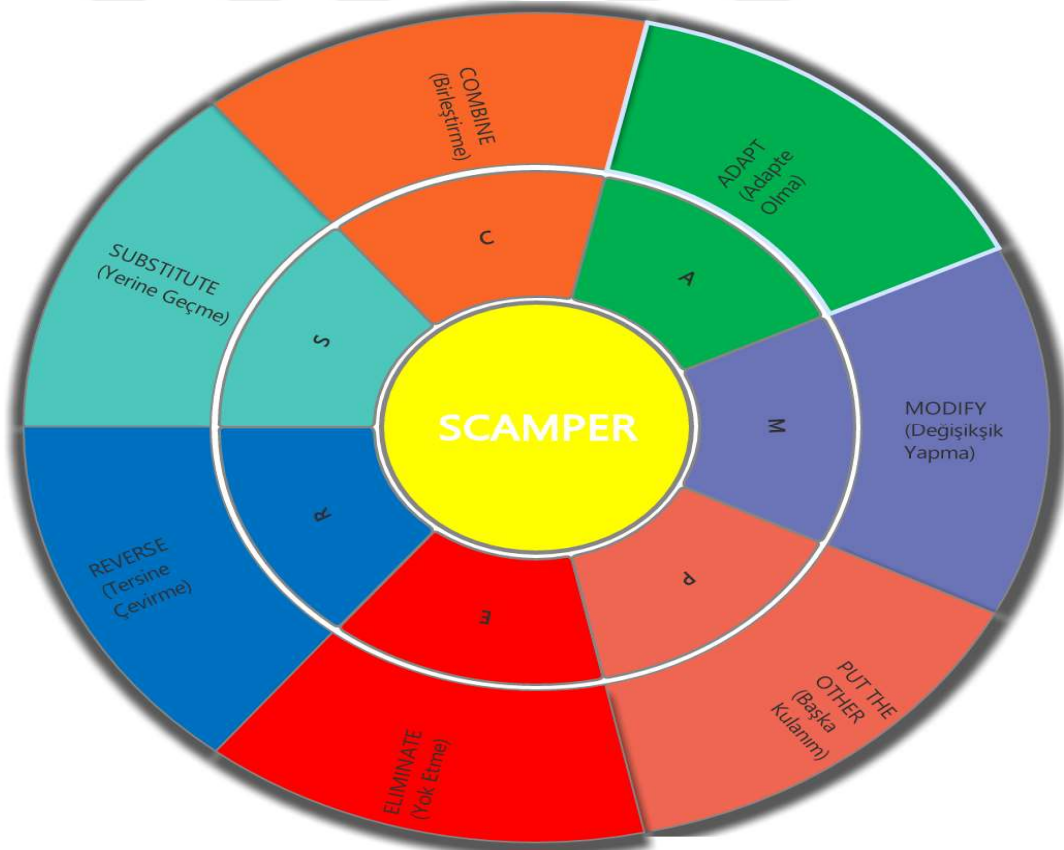 SCAMPER
S
SUBSTITUTE
(Yerine Geçme)
C
COMBINE
(Birleştirme)
A
ADAPT
(Adapte
Olma)
M
MODIFY
(Değişikşik
Yapma)
P
PUT THE
OTHER
(Başka
Kulanım)
E
ELIMINATE
(Yok Etme)
R
REVERSE
(Tersine
Çevirme)